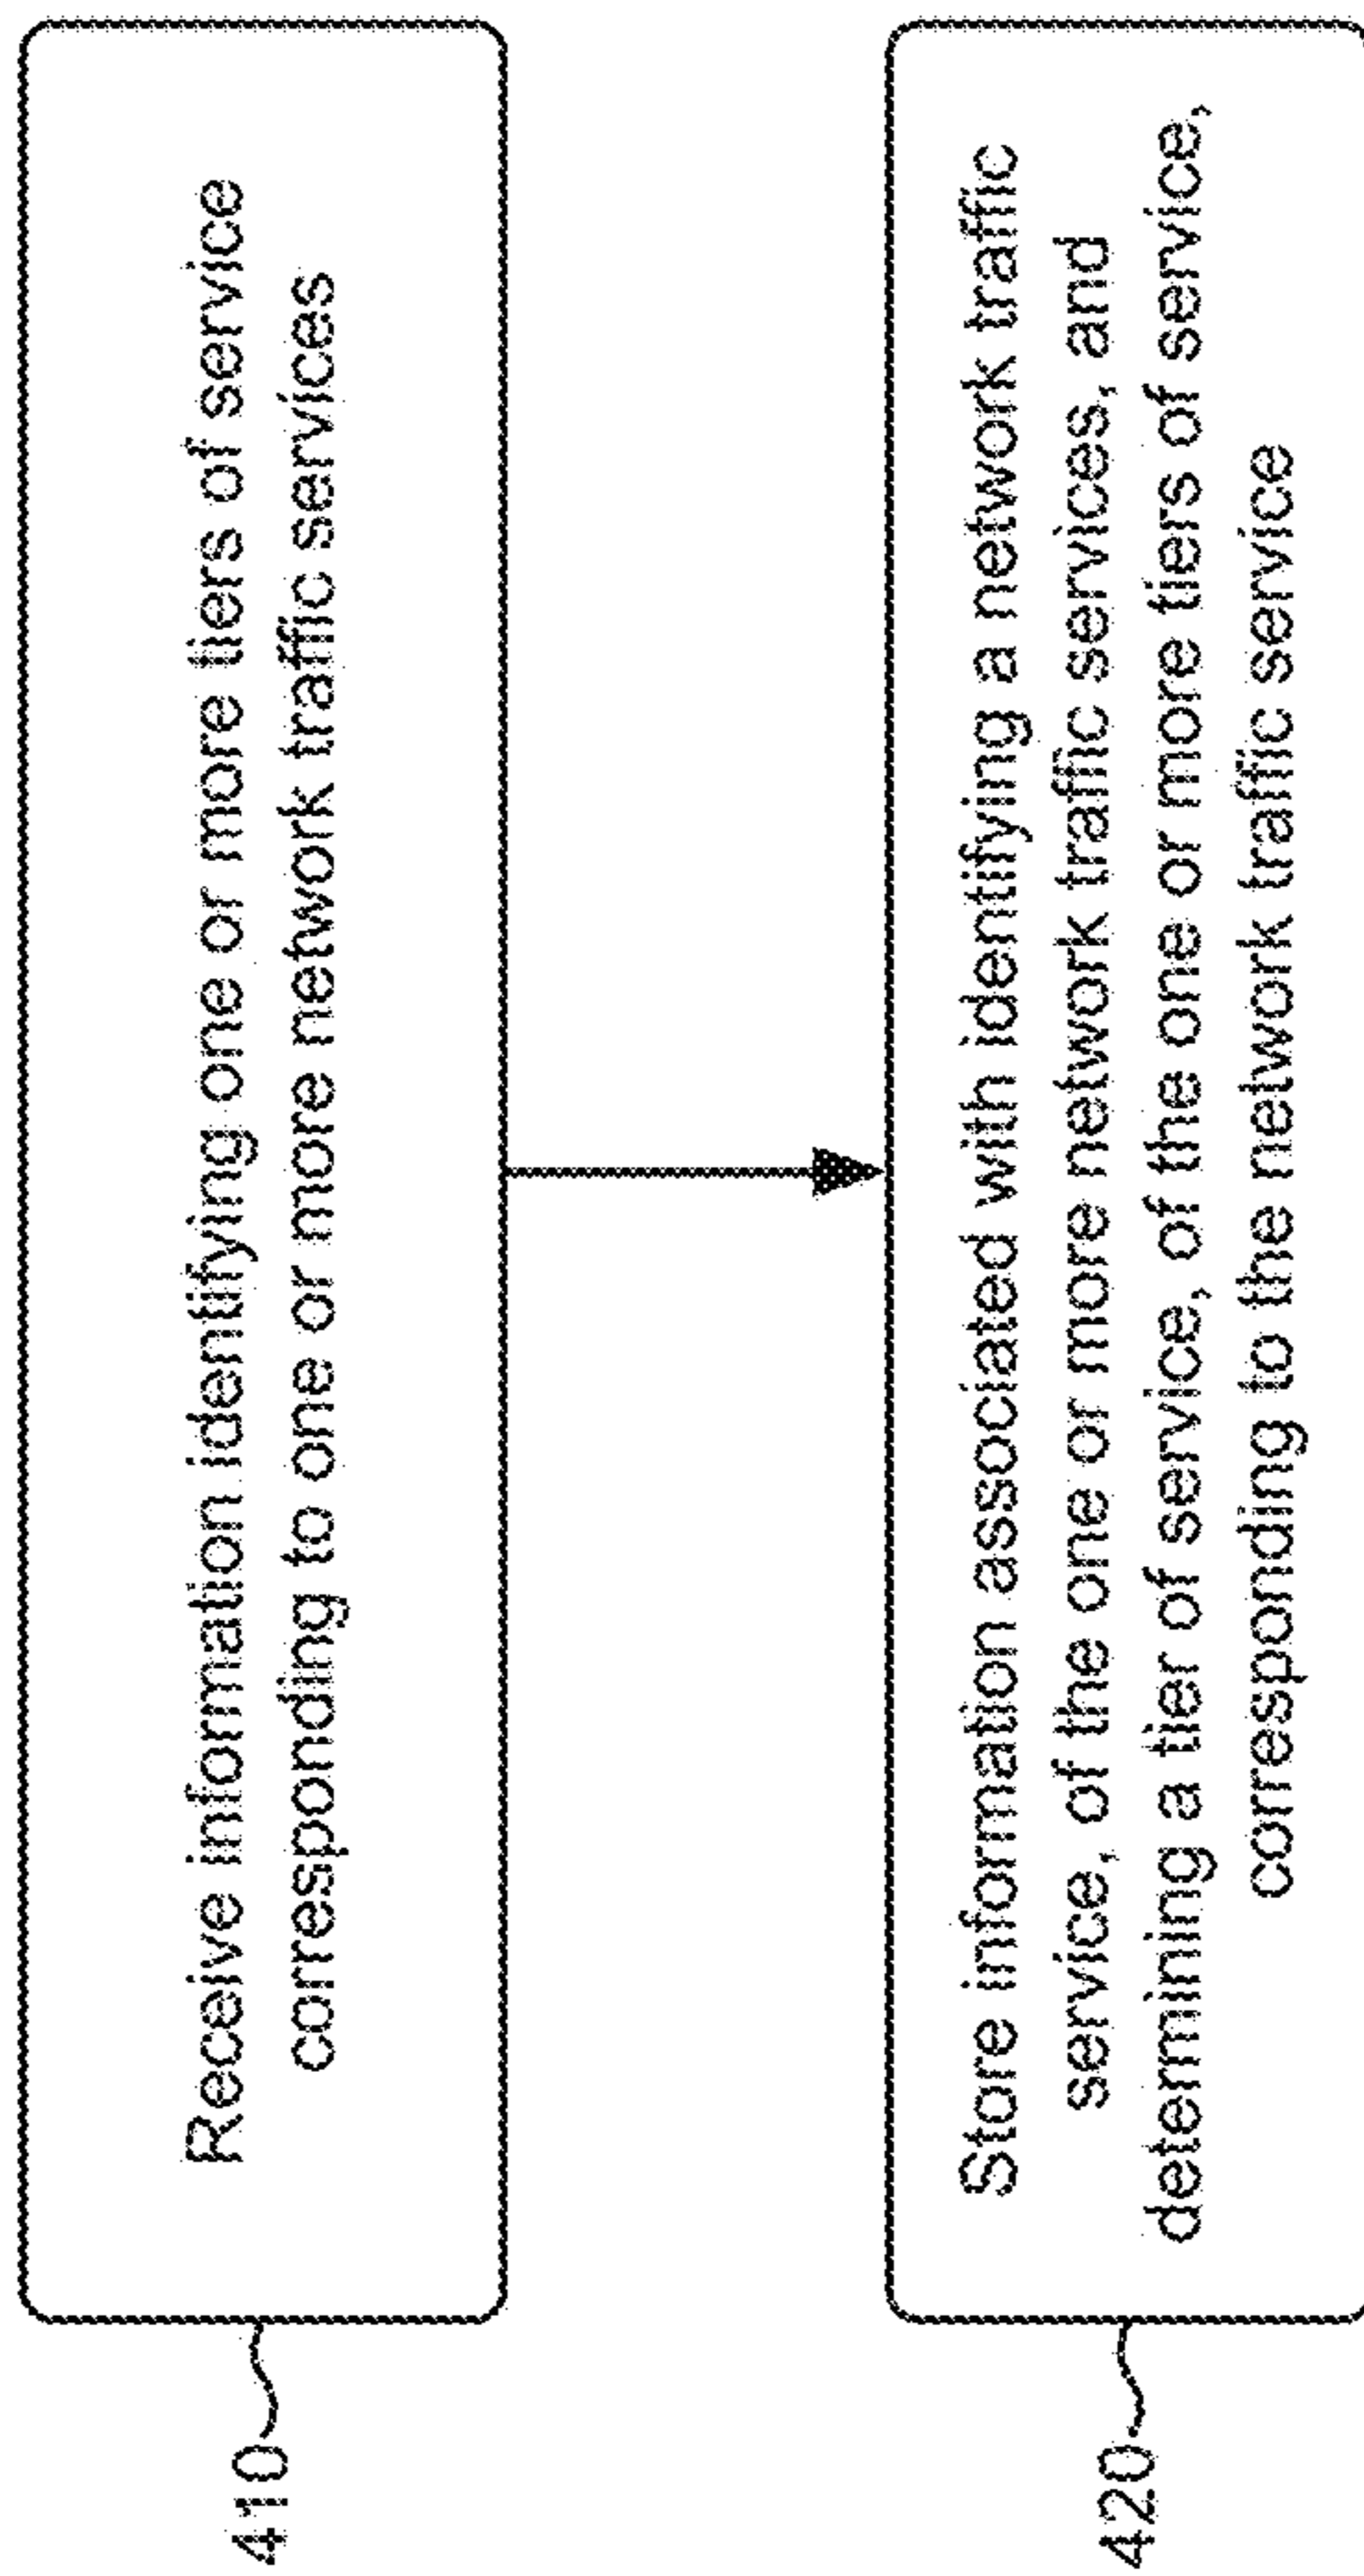 410
Receive information identifying one or more tiers of service
corresponding to one or more network traffic services
420
Store information associated with identifying a network traffic
service, of the one or more network traffic services, and
determining a tier of service, of the one or more tiers of service,
corresponding to the network traffic service